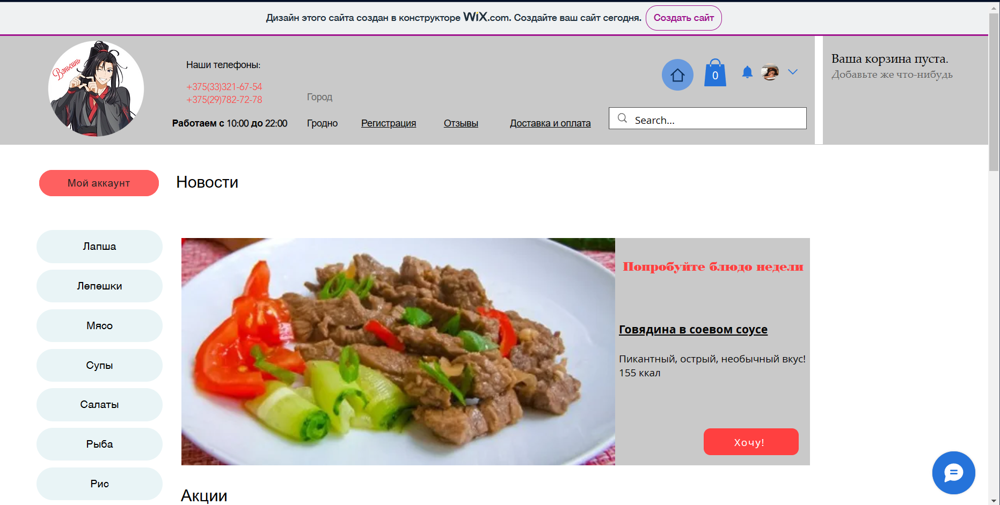 Дизайн этого сайта создан в конструкторе WiX.com. Создайте ваш сайт сегодня. Создать сайт
Вэньсинь
Наши телефоны:
+375(33)321-67-54
+375(29)782-72-78
Работаем с 10:00 до 22:00
Город
Гродно
Регистрация
Отзывы
Доставка и оплата
0
Search...
Ваша корзина пуста.
Добавьте же что-нибудь
Мой аккаунт
Новости
Лапша
Лепешки
Мясо
Супы
Салаты
Рыба
Рис
Попробуйте блюдо недели
Говядина в соевом соусе
Пикантный, острый, необычный вкус!
155 ккал
Хочу!
Акции